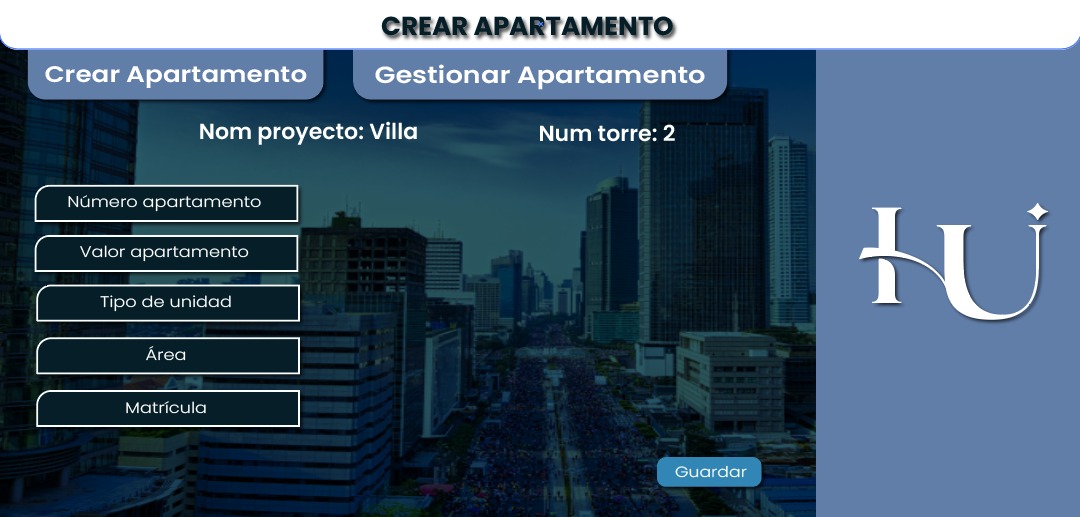 CREAR APARTAMENTO
Crear Apartamento
Gestionar Apartamento
Nom proyecto: Villa
Num torre: 2
Número apartamento
Valor apartamento
Tipo de unidad
Área
Matrícula
Guardar
HU